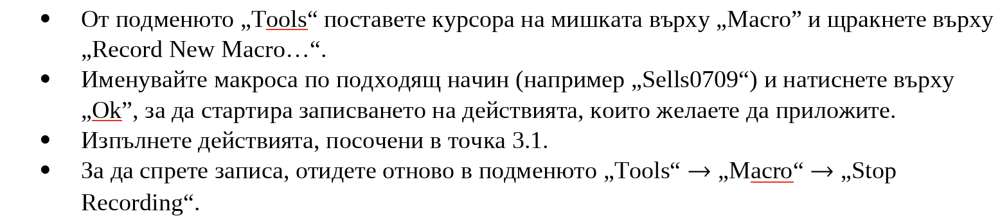 • От подменюто „Tools“ поставете курсора на мишката върху „Macro” и щракнете върху
„Record New Macro…“.
• Именувайте макроса по подходящ начин (например „Sells0709“) и натиснете върху
„Ok”, за да стартира записването на действията, които желаете да приложите.
• Изпълнете действията, посочени в точка 3.1.
• За да спрете записа, отидете отново в подменюто „Tools“ → „Macro“ → „Stop
Recording“.